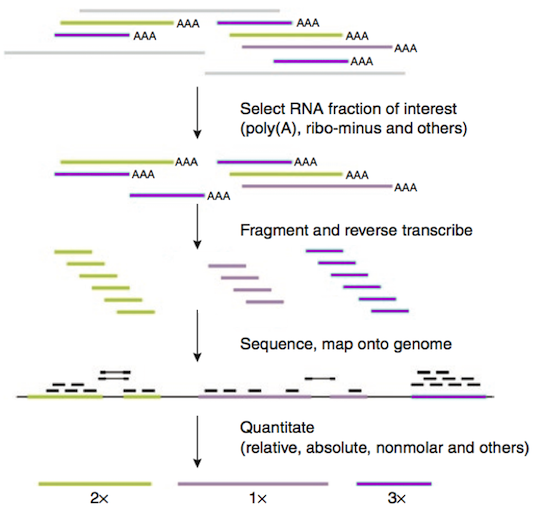 AAA
AAA
AAA
AAA
AAA
AAA
Select RNA fraction of interest
(poly(A), ribo-minus and others)
AAA
AAA
AAA
AAA
AAA
AAA
Fragment and reverse transcribe
Sequence, map onto genome
Quantitate
(relative, absolute, nonmolar and others)
2×
1×
3×